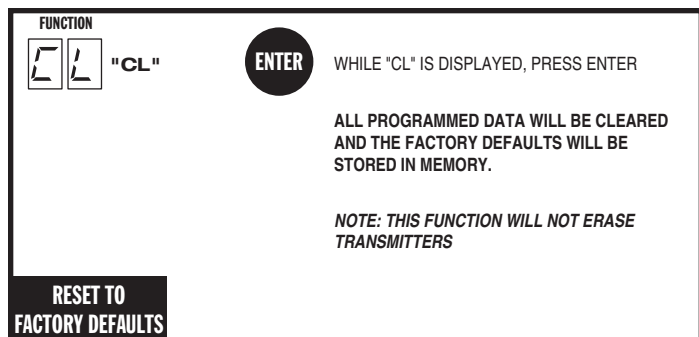 FUNCTION
CL "CL"
ENTER
WHILE "CL" IS DISPLAYED, PRESS ENTER
ALL PROGRAMMED DATA WILL BE CLEARED
AND THE FACTORY DEFAULTS WILL BE
STORED IN MEMORY.
NOTE: THIS FUNCTION WILL NOT ERASE
TRANSMITTERS
RESET TO
FACTORY DEFAULTS